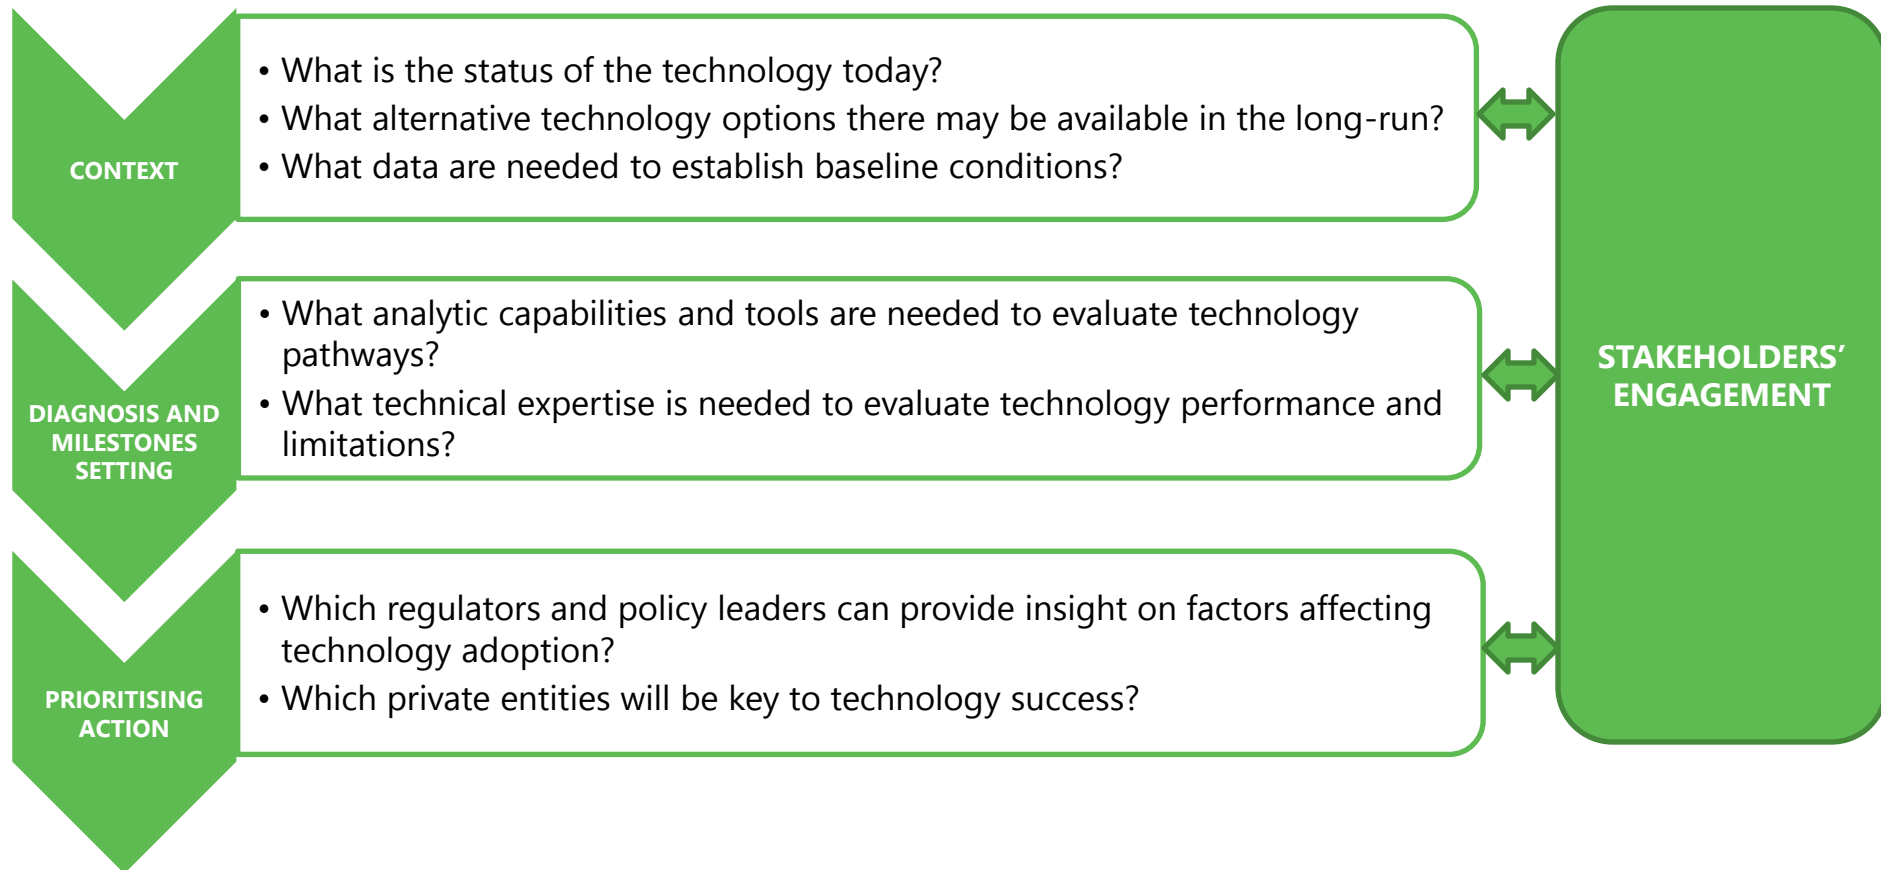 CONTEXT
• What is the status of the technology today?
• What alternative technology options there may be available in the long-run?
• What data are needed to establish baseline conditions?
DIAGNOSIS AND
MILESTONES
SETTING
• What analytic capabilities and tools are needed to evaluate technology
pathways?
• What technical expertise is needed to evaluate technology performance and
limitations?
PRIORITISING
ACTION
• Which regulators and policy leaders can provide insight on factors affecting
technology adoption?
• Which private entities will be key to technology success?
STAKEHOLDERS’
ENGAGEMENT